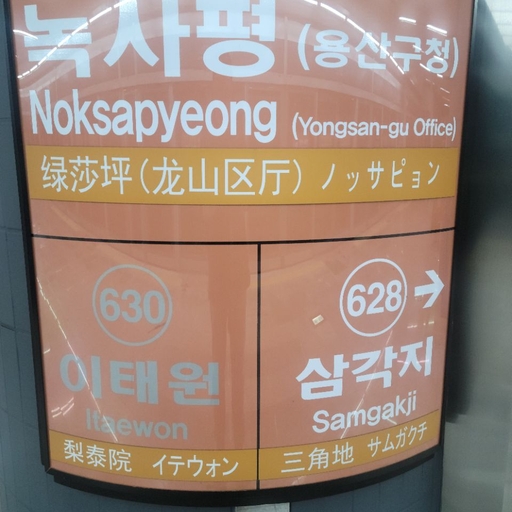 녹사평 (용산구청)
Noksapyeong (Yongsan-gu Office)
绿莎坪(龙山区厅) ノッサピョン
630
이태원
Itaewon
梨泰院 イテウォン
628 →
삼각지
Samgakji
三角地 サムガクチ